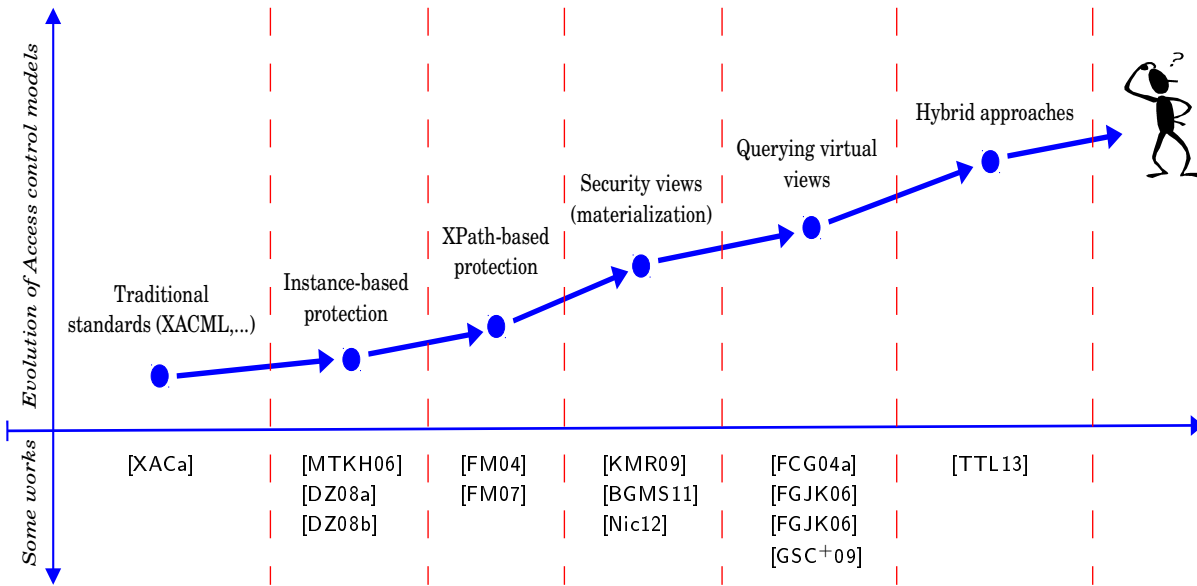 Evolution of Access control models
Some works
Traditional
standards (XACML,...)
Instance-based
protection
XPath-based
protection
Security views
(materialization)
Querying virtual
views
Hybrid approaches
?
[XACa]
[MTKH06]
[DZ08a]
[DZ08b]
[FM04]
[FM07]
[KMR09]
[BGMS11]
[Nic12]
[FCG04a]
[FGJK06]
[FGJK06]
[GSC+09]
[TTL13]